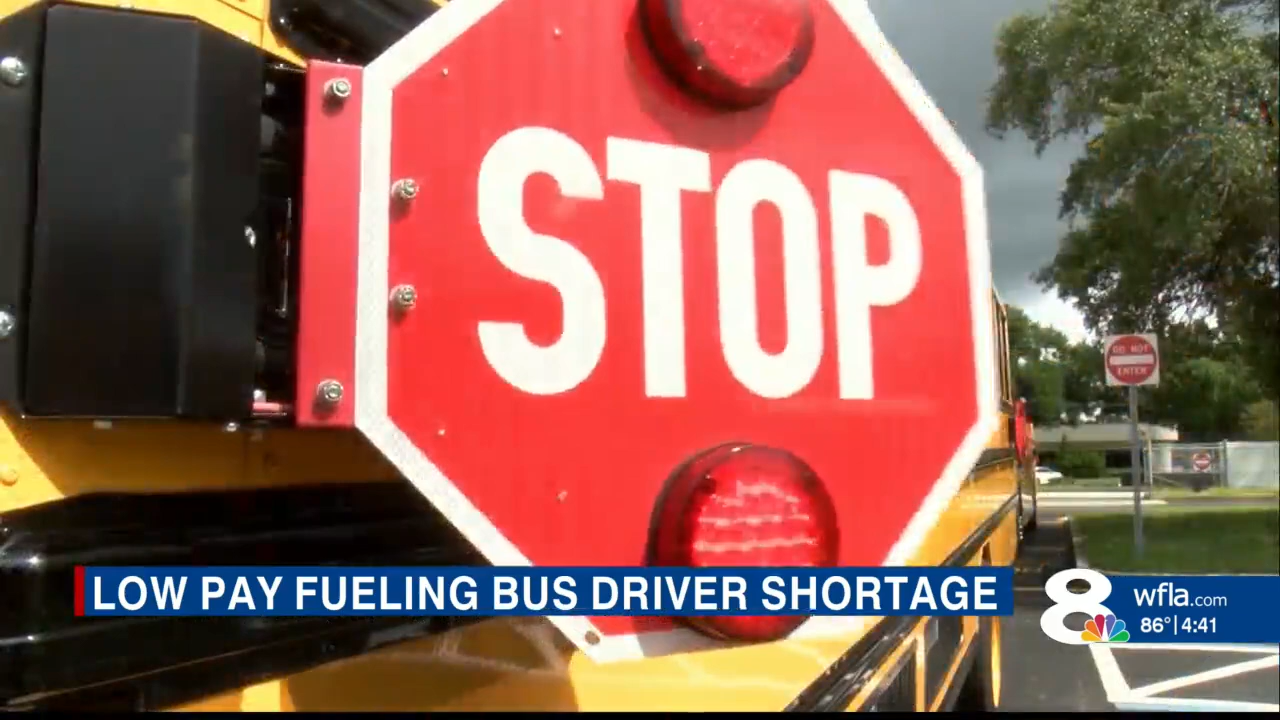 STOP
DO NOT
ENTER
LOW PAY FUELING BUS DRIVER SHORTAGE
8
wfla.com
86° | 4:41